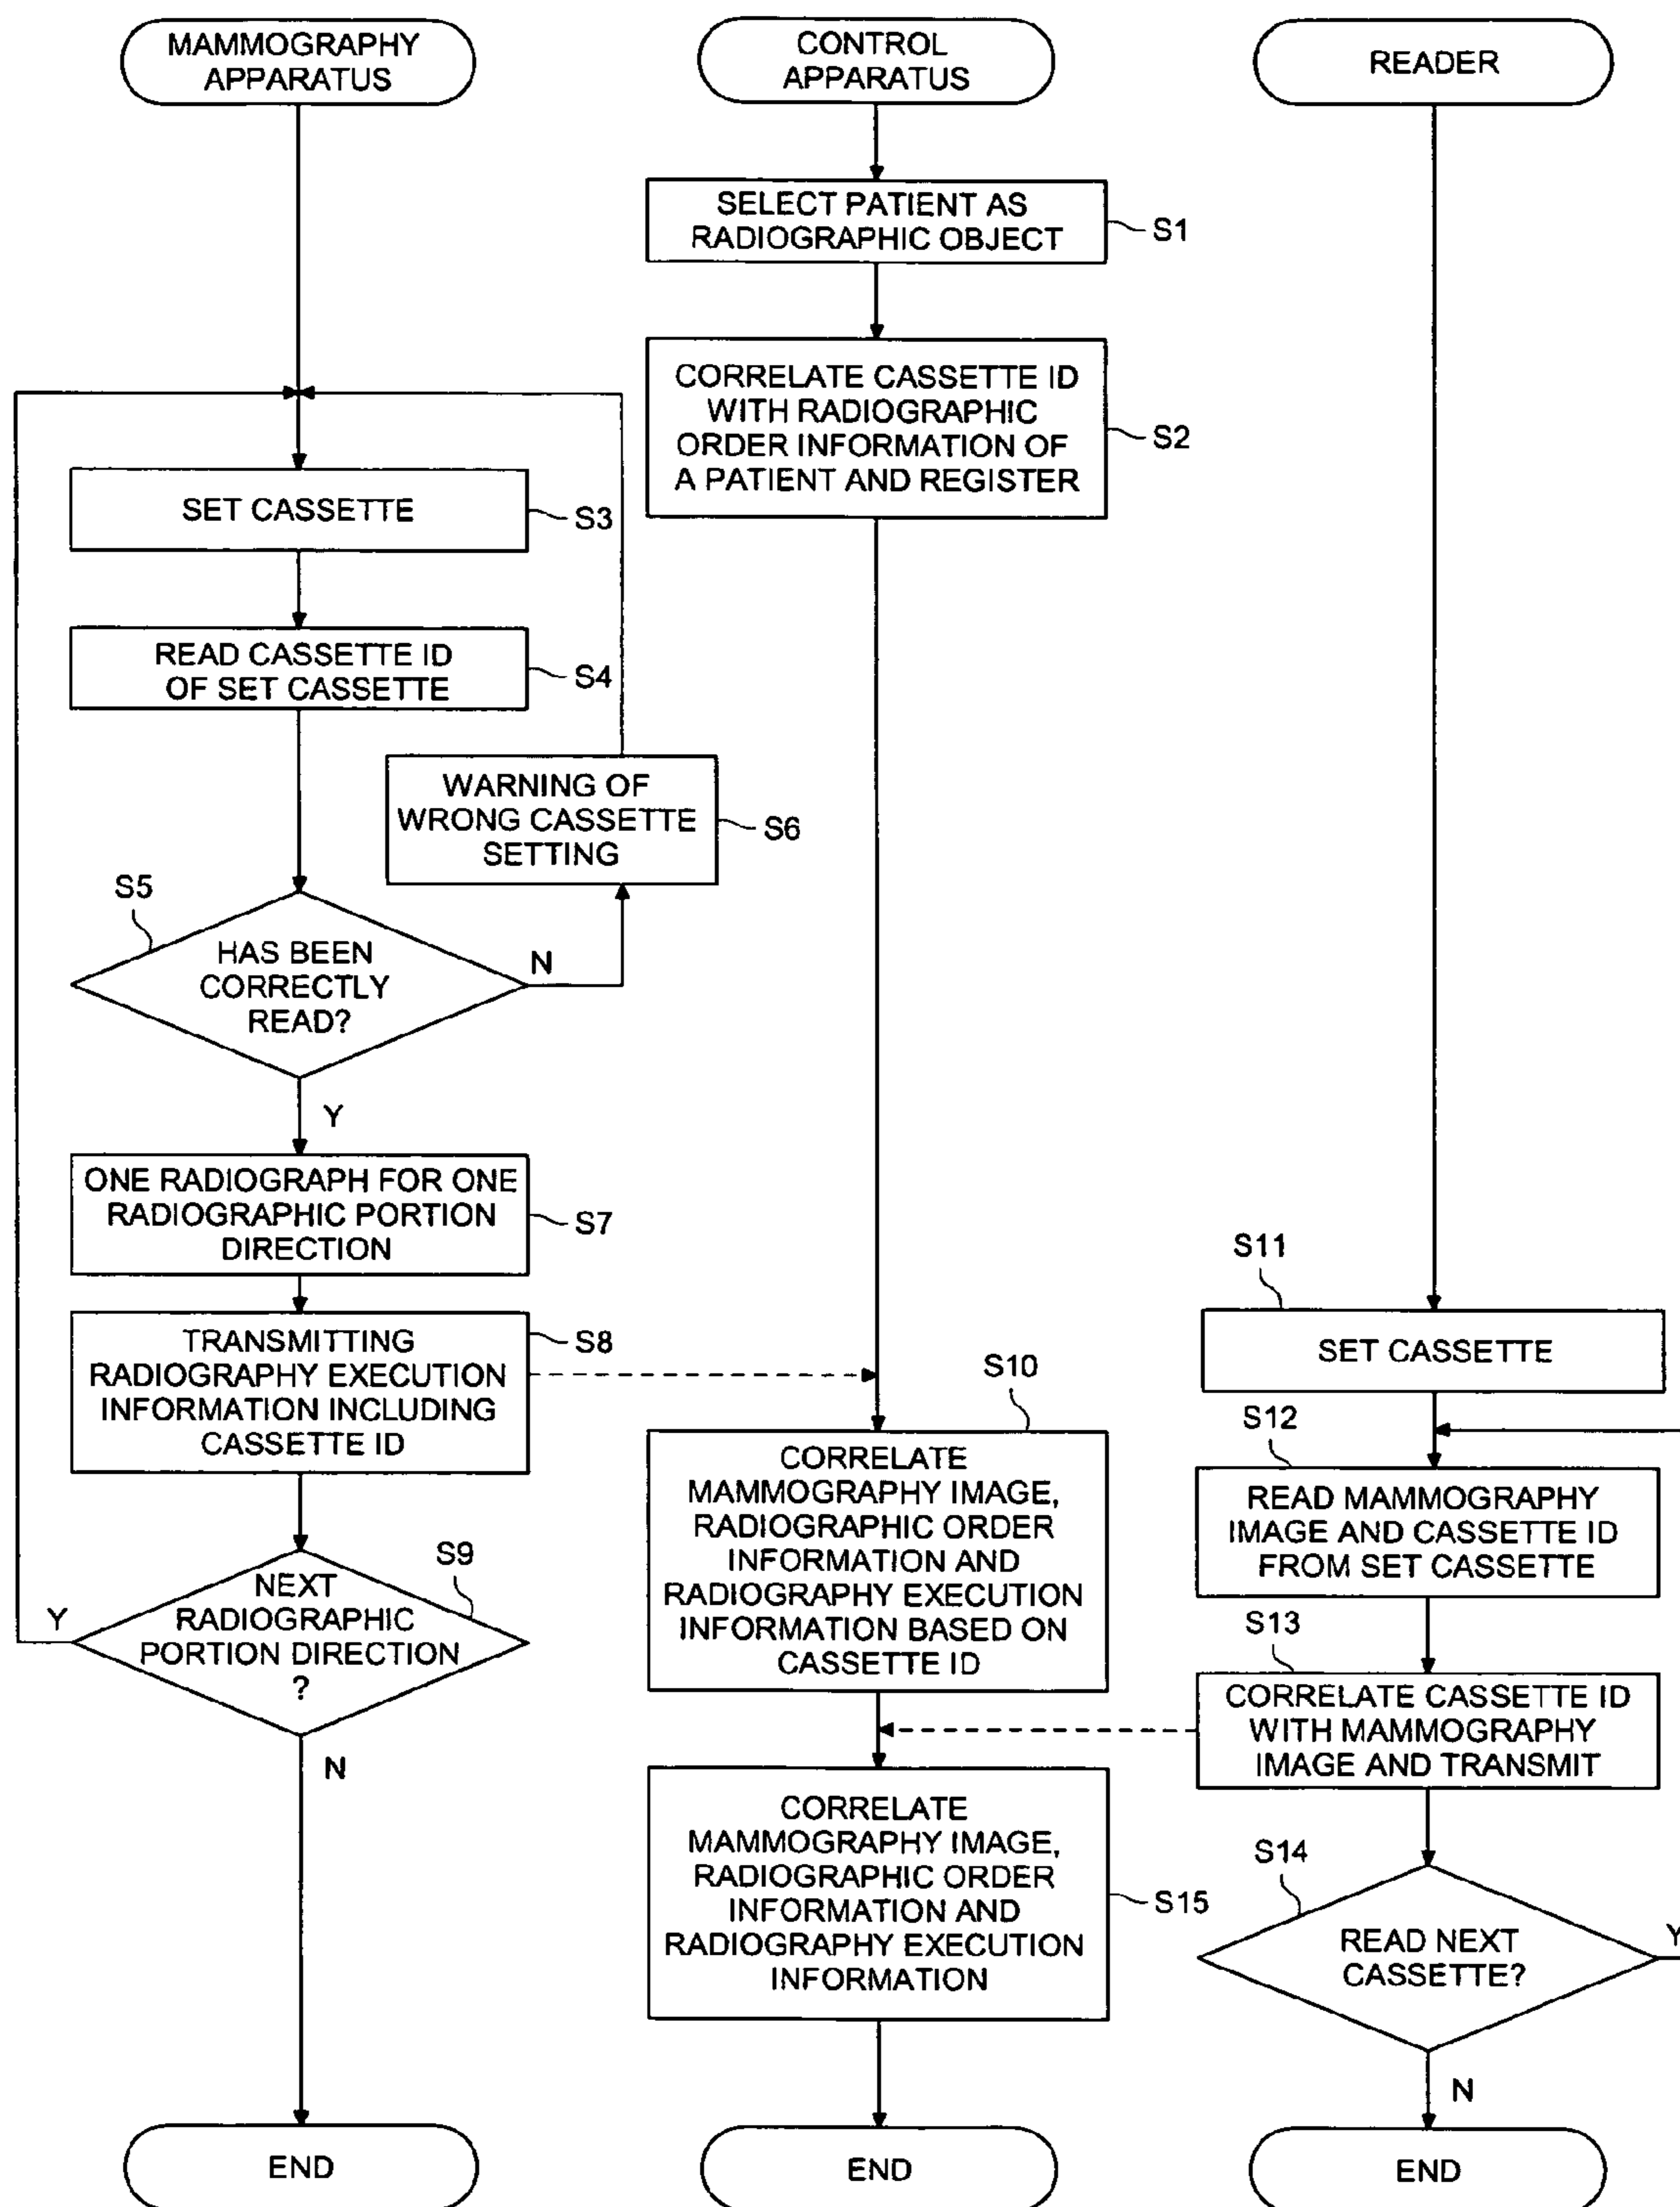 MAMMOGRAPHY
APPARATUS
CONTROL
APPARATUS
READER
SELECT PATIENT AS
RADIOGRAPHIC OBJECT
S1
CORRELATE CASSETTE ID
WITH RADIOGRAPHIC
ORDER INFORMATION OF
A PATIENT AND REGISTER
S2
SET CASSETTE
S3
READ CASSETTE ID
OF SET CASSETTE
S4
WARNING OF
WRONG CASSETTE
SETTING
S6
S5
HAS BEEN
CORRECTLY
READ?
N
Y
ONE RADIOGRAPH FOR ONE
RADIOGRAPHIC PORTION
DIRECTION
S7
TRANSMITTING
RADIOGRAPHY EXECUTION
INFORMATION INCLUDING
CASSETTE ID
S8
S9
NEXT
RADIOGRAPHIC
PORTION DIRECTION
?
Y
N
END
S10
CORRELATE
MAMMOGRAPHY IMAGE,
RADIOGRAPHIC ORDER
INFORMATION AND
RADIOGRAPHY EXECUTION
INFORMATION BASED ON
CASSETTE ID
CORRELATE
MAMMOGRAPHY IMAGE,
RADIOGRAPHIC ORDER
INFORMATION AND
RADIOGRAPHY EXECUTION
INFORMATION
S15
END
S11
SET CASSETTE
S12
READ MAMMOGRAPHY
IMAGE AND CASSETTE ID
FROM SET CASSETTE
S13
CORRELATE CASSETTE ID
WITH MAMMOGRAPHY
IMAGE AND TRANSMIT
S14
READ NEXT
CASSETTE?
Y
N
END